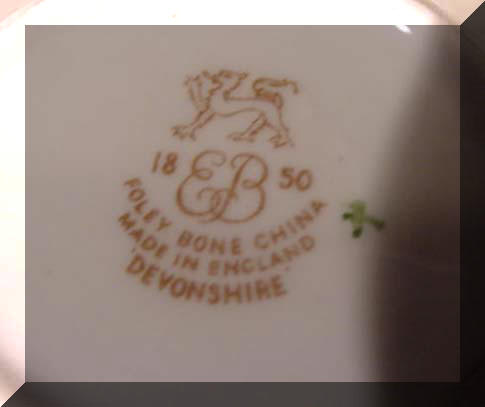 18 EB 50
FOLEY BONE CHINA
MADE IN ENGLAND
'DEVONSHIRE'